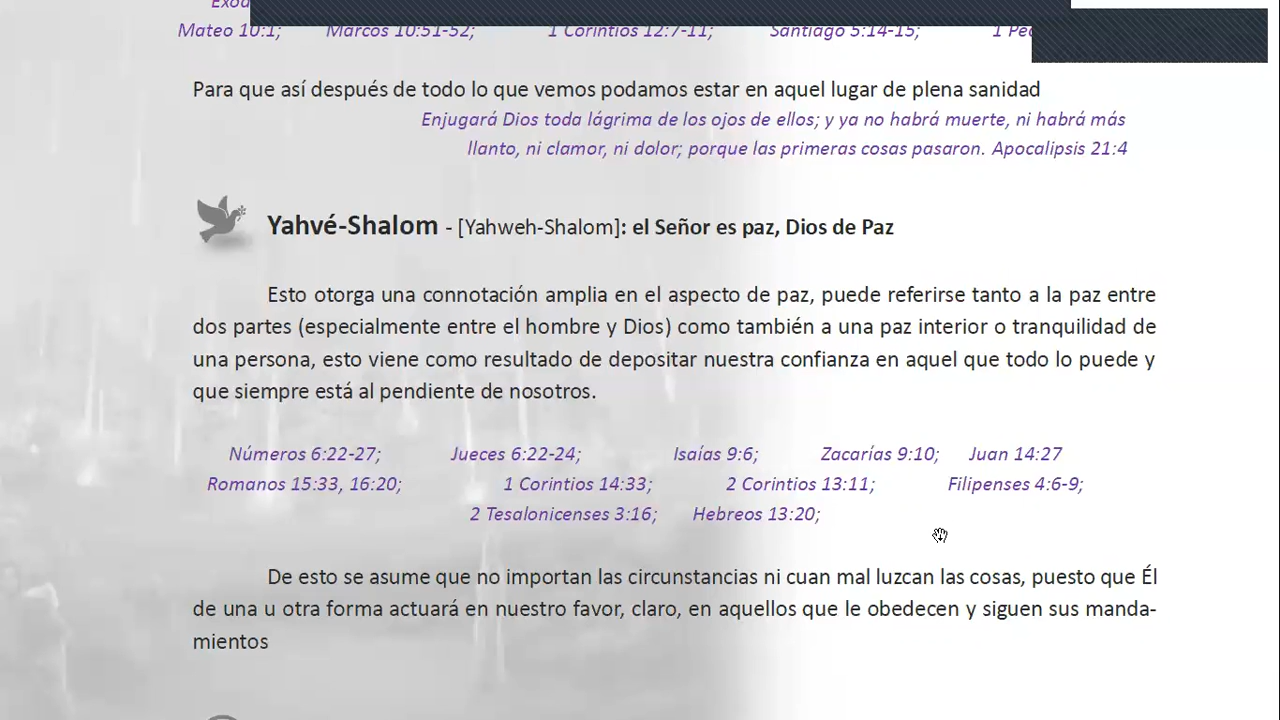 Mateo 10:1; Marcos 10:51-52; 1 Corintios 12:7-11; Santiago 5:14-15; 1
Para que así después de todo lo que vemos podamos estar en aquel lugar de plena sanidad
Enjugará Dios toda lágrima de los ojos de ellos; y ya no habrá muerte, ni habrá más
llanto, ni clamor, ni dolor; porque las primeras cosas pasaron. Apocalipsis 21:4
Yahvé-Shalom - [Yahweh-Shalom]: el Señor es paz, Dios de Paz
Esto otorga una connotación amplia en el aspecto de paz, puede referirse tanto a la paz entre
dos partes (especialmente entre el hombre y Dios) como también a una paz interior o tranquilidad de
una persona, esto viene como resultado de depositar nuestra confianza en aquel que todo lo puede y
que siempre está al pendiente de nosotros.
Números 6:22-27; Jueces 6:22-24; Isaías 9:6; Zacarías 9:10; Juan 14:27
Romanos 15:33, 16:20; 1 Corintios 14:33; 2 Corintios 13:11; Filipenses 4:6-9;
2 Tesalonicenses 3:16; Hebreos 13:20;
De esto se asume que no importan las circunstancias ni cuan mal luzcan las cosas, puesto que Él
de una u otra forma actuará en nuestro favor, claro, en aquellos que le obedecen y siguen sus manda-
mientos